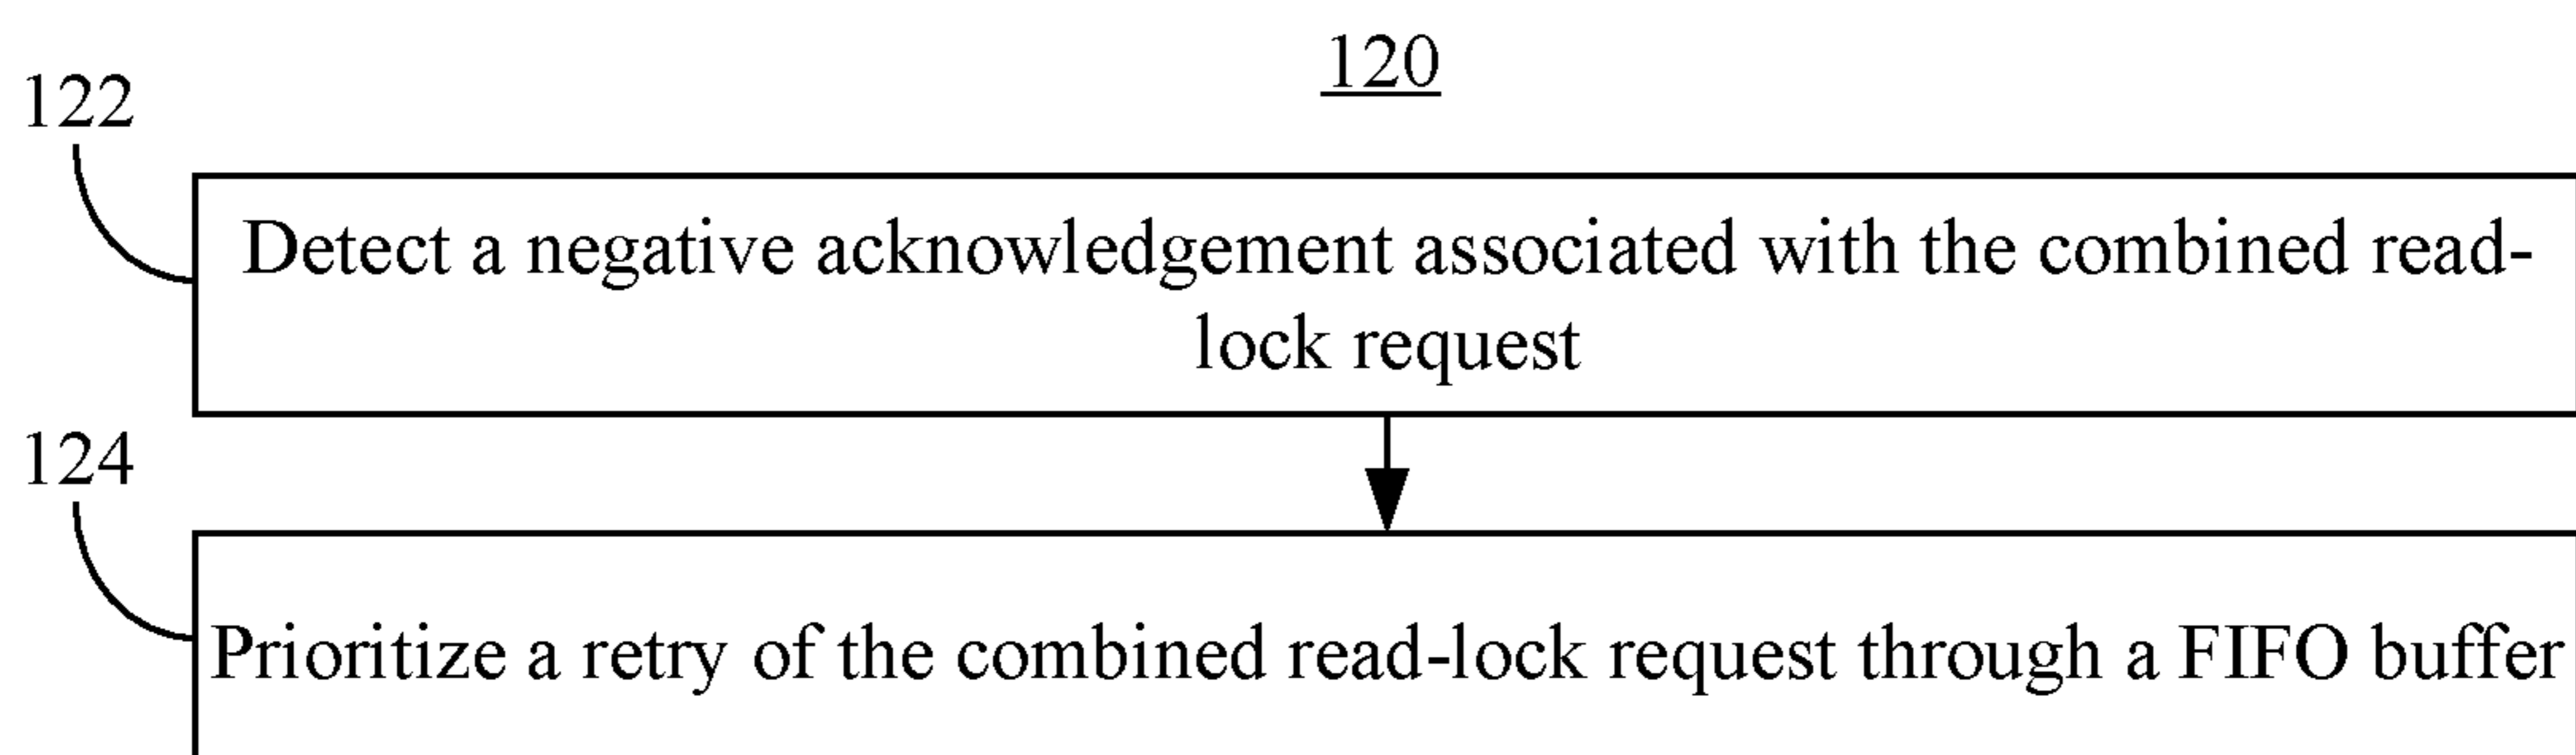 120
122
Detect a negative acknowledgement associated with the combined read-
lock request
124
Prioritize a retry of the combined read-lock request through a FIFO buffer